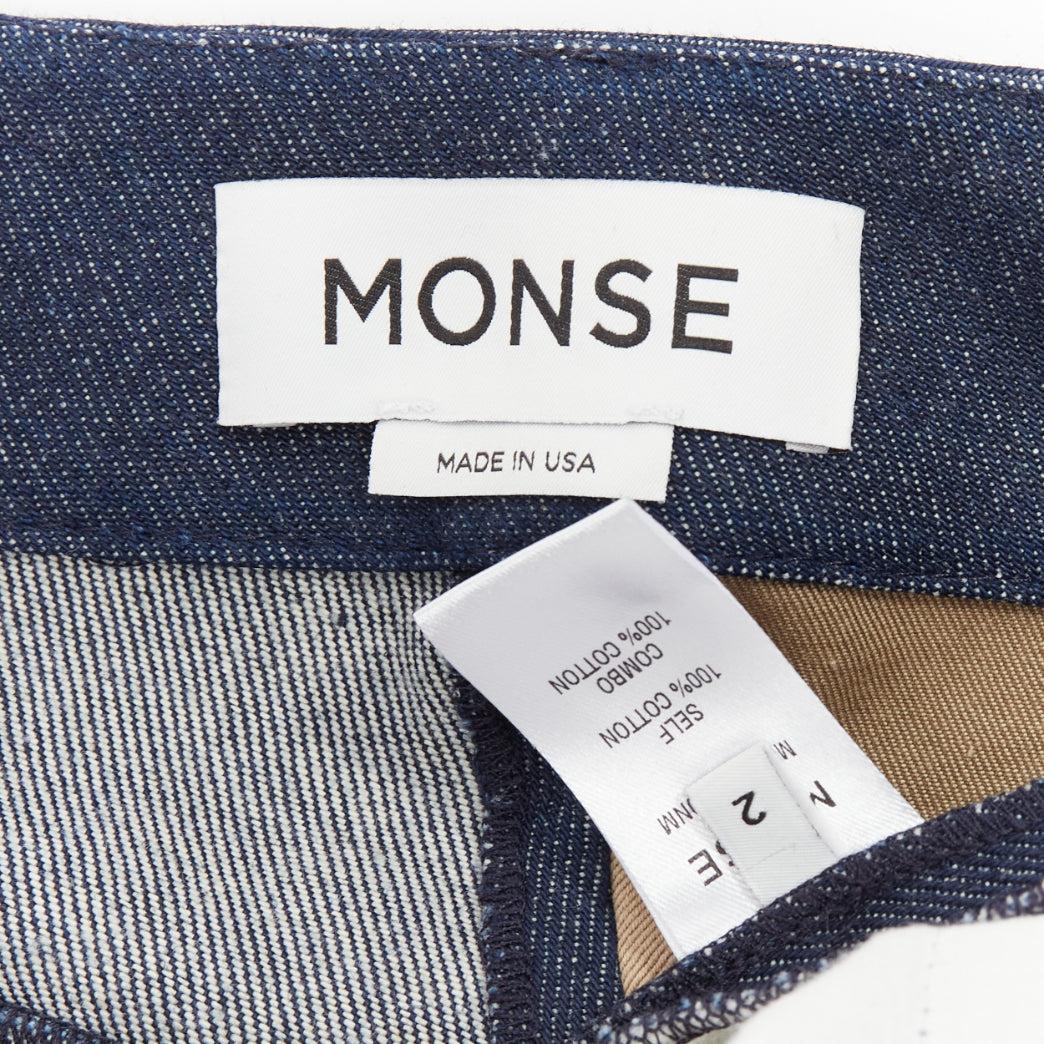 MONSE
MADE IN USA
2
SELF
100% COTTON
COMBO
100% COTTON